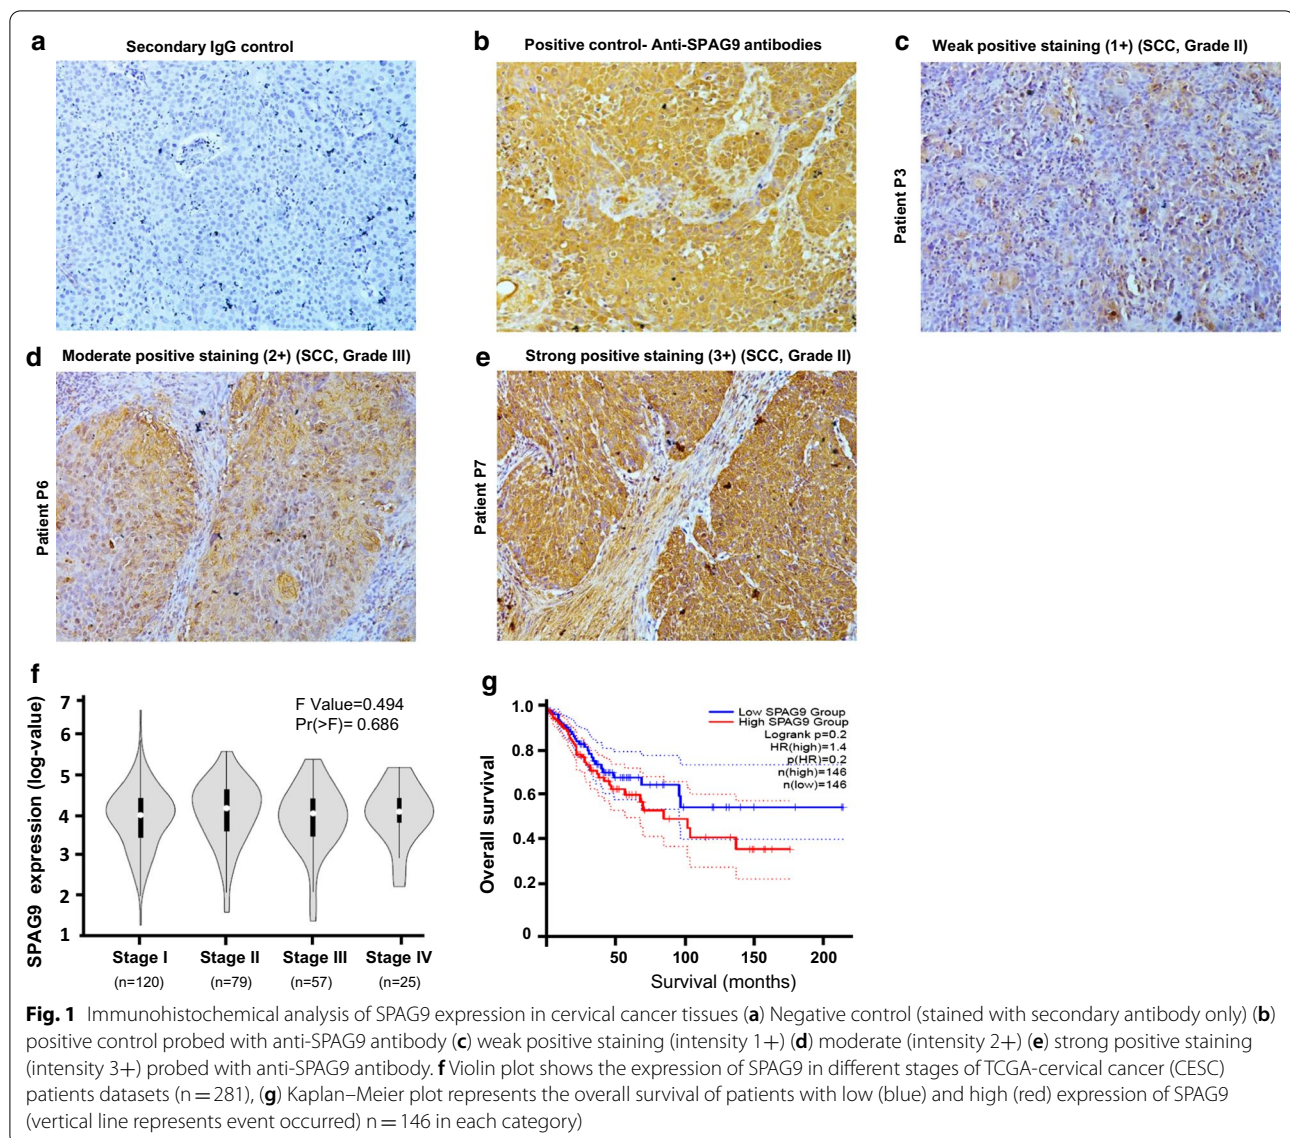 a
Secondary IgG control
b
Positive control- Anti-SPAG9 antibodies
c
Weak positive staining (1+) (SCC, Grade II)
Patient P3
d
Moderate positive staining (2+) (SCC, Grade III)
Patient P6
e
Strong positive staining (3+) (SCC, Grade II)
Patient P7
f
SPAG9 expression (log-value)
7
6
5
4
3
2
1
F Value=0.494
Pr(>F)= 0.686
Stage I
Stage II
Stage III
Stage IV
(n=120)
(n=79)
(n=57)
(n=25)
g
Overall survival
1.0
0.8
0.6
0.4
0.2
0
Low SPAG9 Group
High SPAG9 Group
Logrank p=0.2
HR(high)=1.4
p(HR)=0.2
n(high)=146
n(low)=146
50
100
150
200
Survival (months)
Fig. 1 Immunohistochemical analysis of SPAG9 expression in cervical cancer tissues (a) Negative control (stained with secondary antibody only) (b)
positive control probed with anti-SPAG9 antibody (c) weak positive staining (intensity 1+) (d) moderate (intensity 2+) (e) strong positive staining
(intensity 3+) probed with anti-SPAG9 antibody. f Violin plot shows the expression of SPAG9 in different stages of TCGA-cervical cancer (CESC)
patients datasets (n = 281), (g) Kaplan–Meier plot represents the overall survival of patients with low (blue) and high (red) expression of SPAG9
(vertical line represents event occurred) n = 146 in each category)